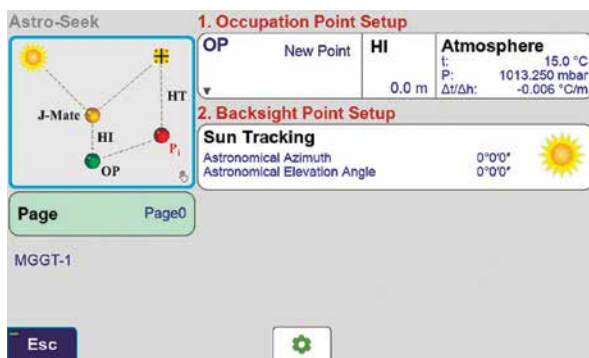 Astro-Seek
J-Mate
HI
HT
OP
P1
Page Page0
MGGT-1
1. Occupation Point Setup
OP New Point
HI
0.0 m
Atmosphere
t: 15.0 °C
P: 1013.250 mbar
Δt/Δh: -0.006 °C/m
2. Backsight Point Setup
Sun Tracking
Astronomical Azimuth 0°0'0"
Astronomical Elevation Angle 0°0'0"
Esc